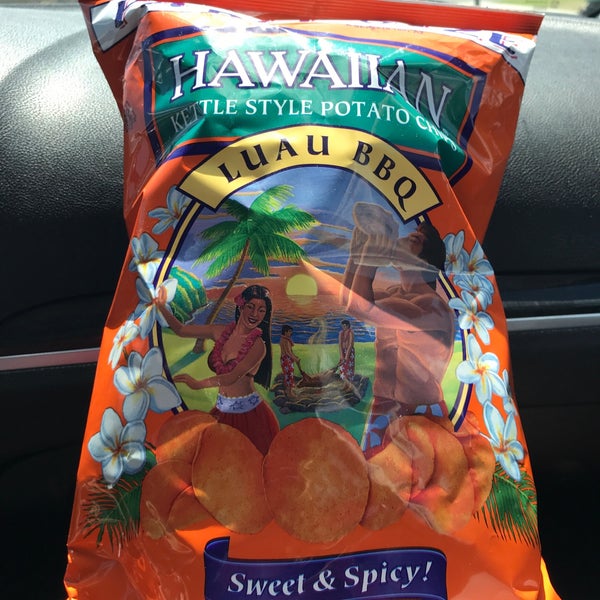 HAWAIIAN
KETTLE STYLE POTATO CHIPS
LUAU BBQ
Sweet & Spicy!